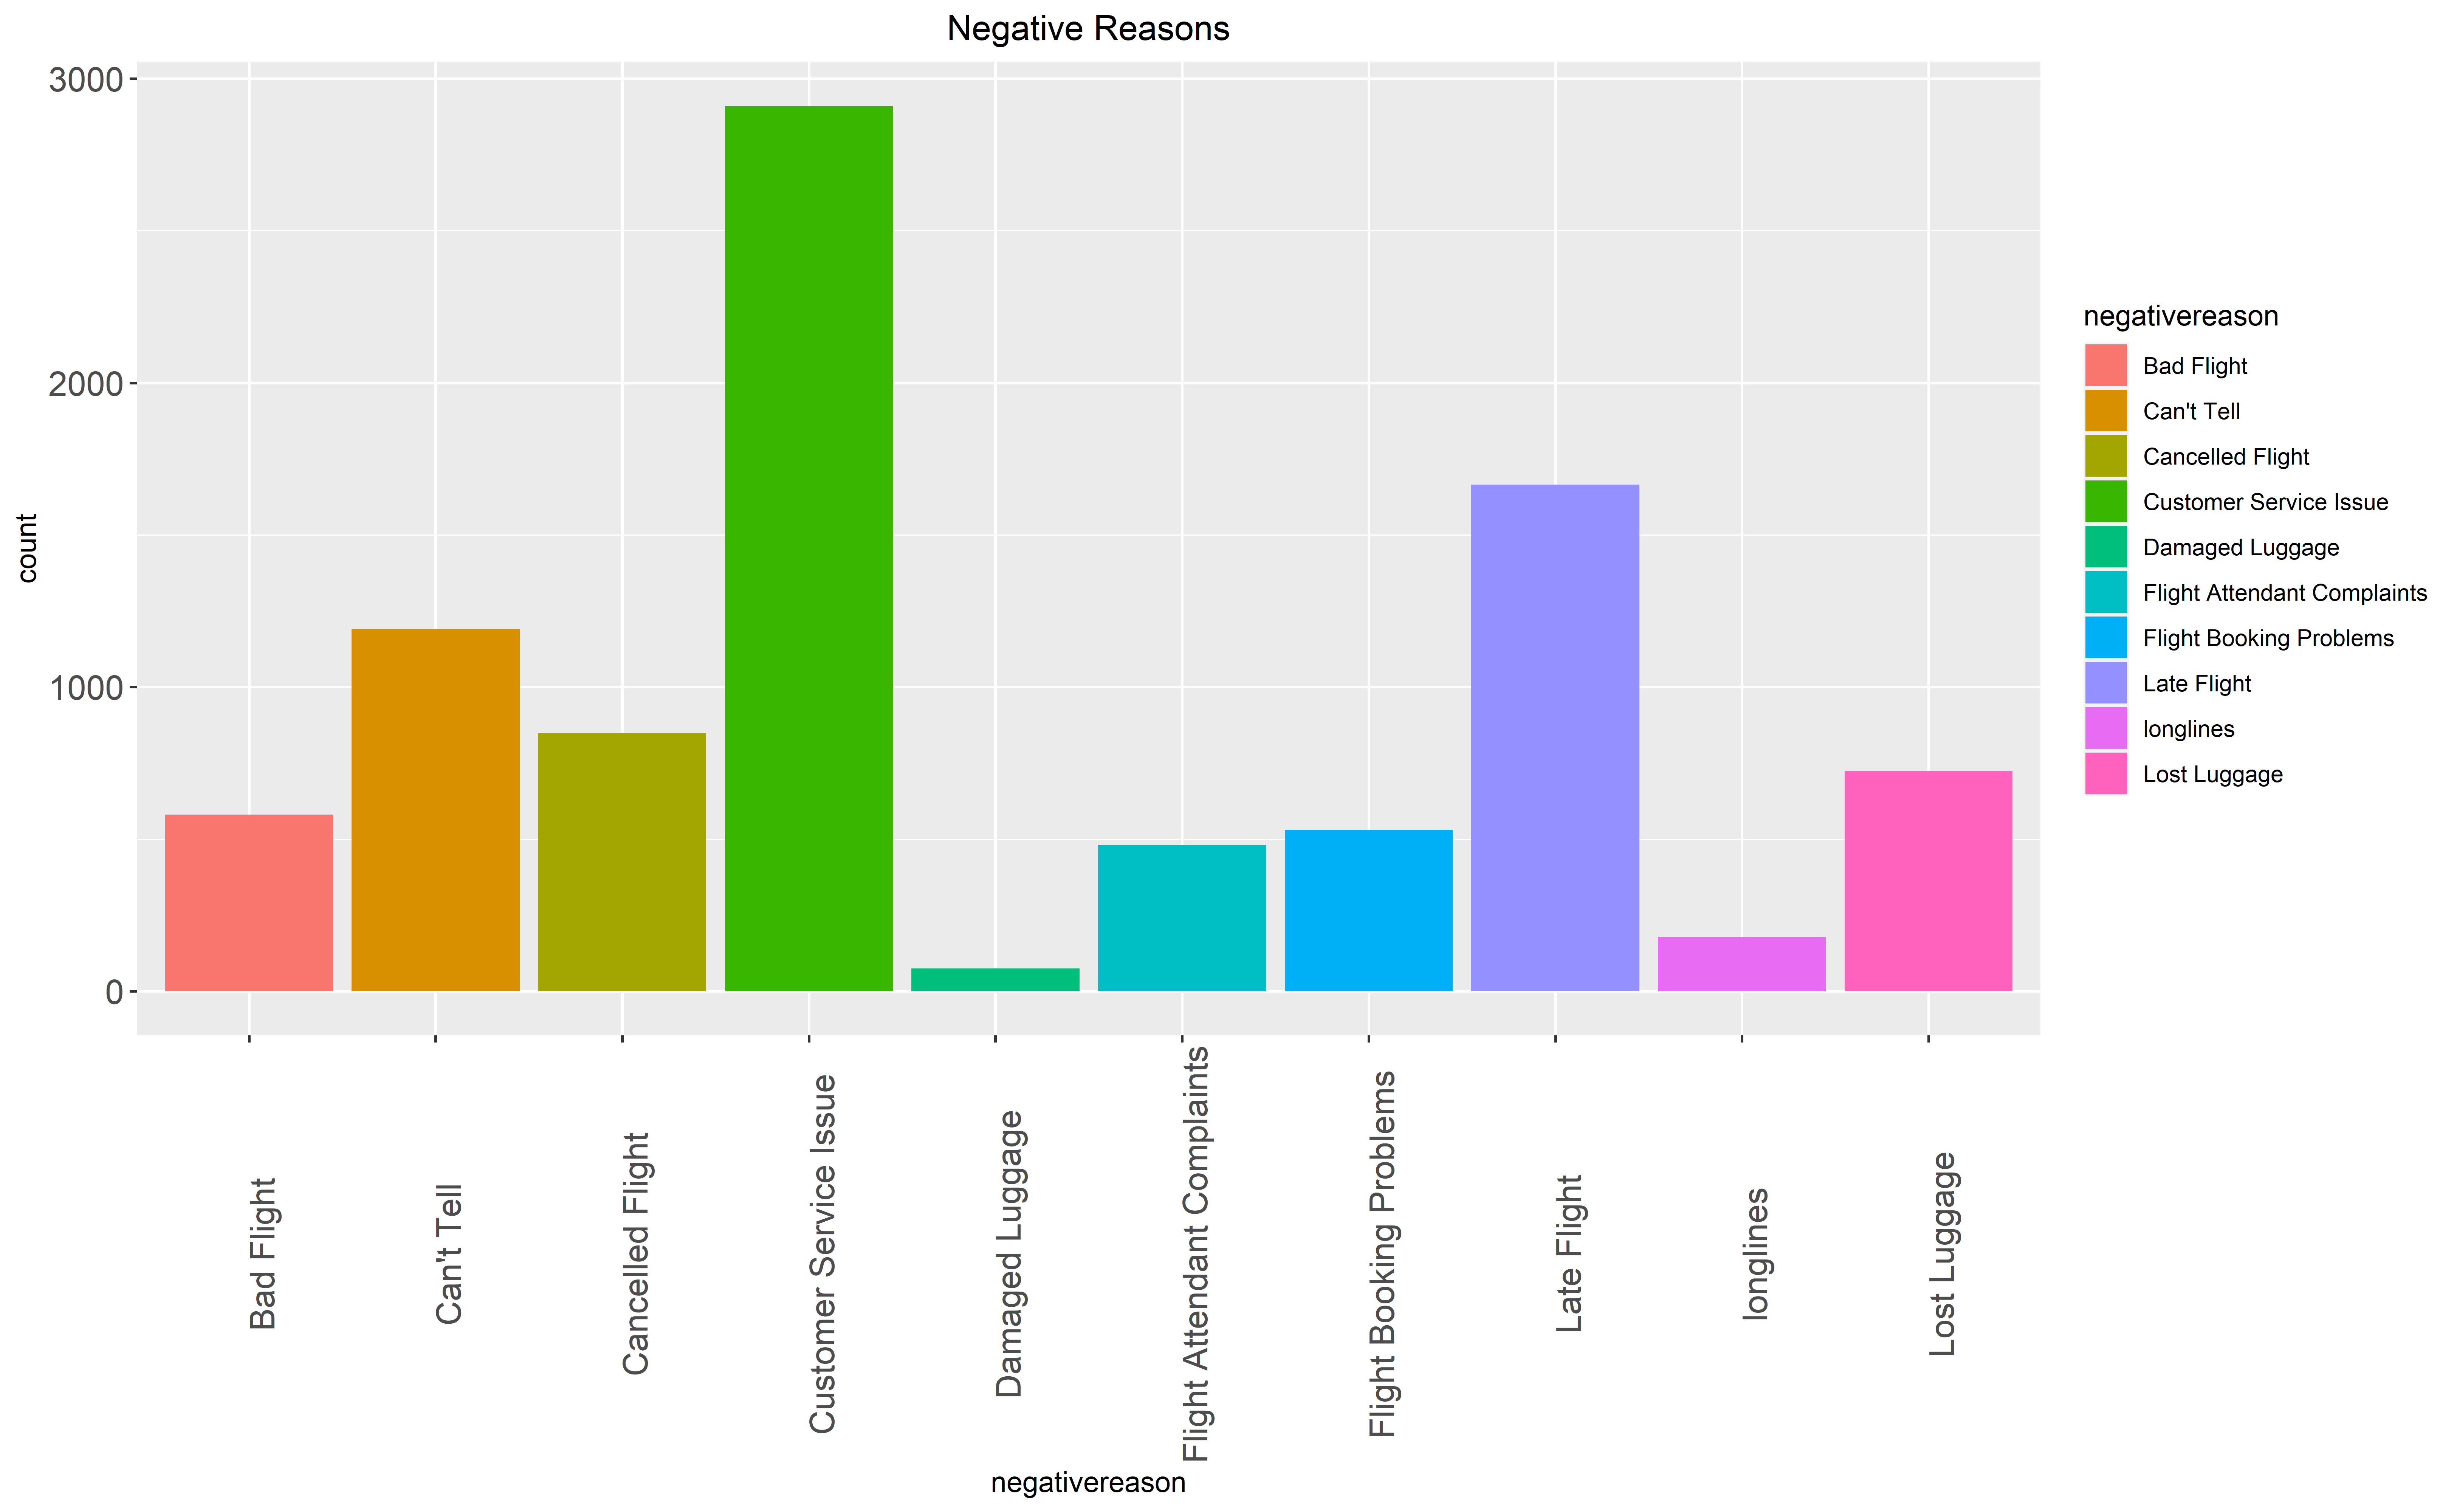 Negative Reasons
count
3000
2000
1000
0
Bad Flight
Can't Tell
Cancelled Flight
Customer Service Issue
Damaged Luggage
Flight Attendant Complaints
Flight Booking Problems
Late Flight
longlines
Lost Luggage
negativereason
negativereason
Bad Flight
Can't Tell
Cancelled Flight
Customer Service Issue
Damaged Luggage
Flight Attendant Complaints
Flight Booking Problems
Late Flight
longlines
Lost Luggage